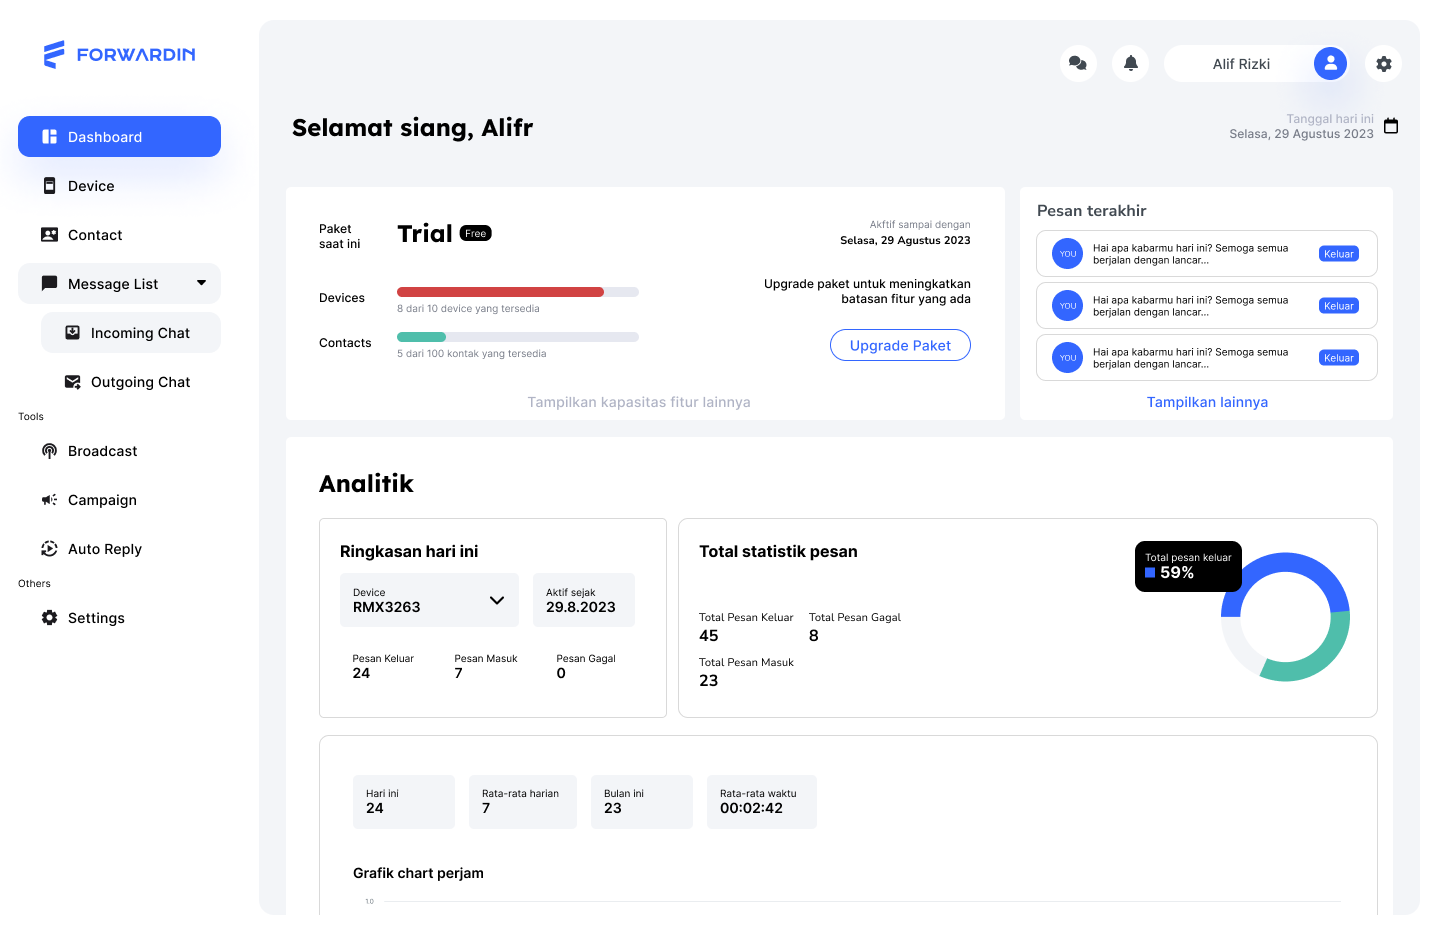 FORWARDIN
Dashboard
Device
Contact
Message List
Incoming Chat
Outgoing Chat
Tools
Broadcast
Campaign
Auto Reply
Others
Settings
Alif Rizki
Selamat siang, Alifr
Tanggal hari ini
Selasa, 29 Agustus 2023
Paket
saat ini
Trial Free
Akftif sampai dengan
Selasa, 29 Agustus 2023
Devices
8 dari 10 device yang tersedia
Contacts
5 dari 100 kontak yang tersedia
Upgrade paket untuk meningkatkan
batasan fitur yang ada
Upgrade Paket
Tampilkan kapasitas fitur lainnya
Pesan terakhir
YOU
Hai apa kabarmu hari ini? Semoga semua
berjalan dengan lancar...
Keluar
YOU
Hai apa kabarmu hari ini? Semoga semua
berjalan dengan lancar...
Keluar
YOU
Hai apa kabarmu hari ini? Semoga semua
berjalan dengan lancar...
Keluar
Tampilkan lainnya
Analitik
Ringkasan hari ini
Device
RMX3263
Aktif sejak
29.8.2023
Pesan Keluar
24
Pesan Masuk
7
Pesan Gagal
0
Total statistik pesan
Total Pesan Keluar
45
Total Pesan Gagal
8
Total Pesan Masuk
23
Total pesan keluar
59%
Hari ini
24
Rata-rata harian
7
Bulan ini
23
Rata-rata waktu
00:02:42
Grafik chart perjam
1.0